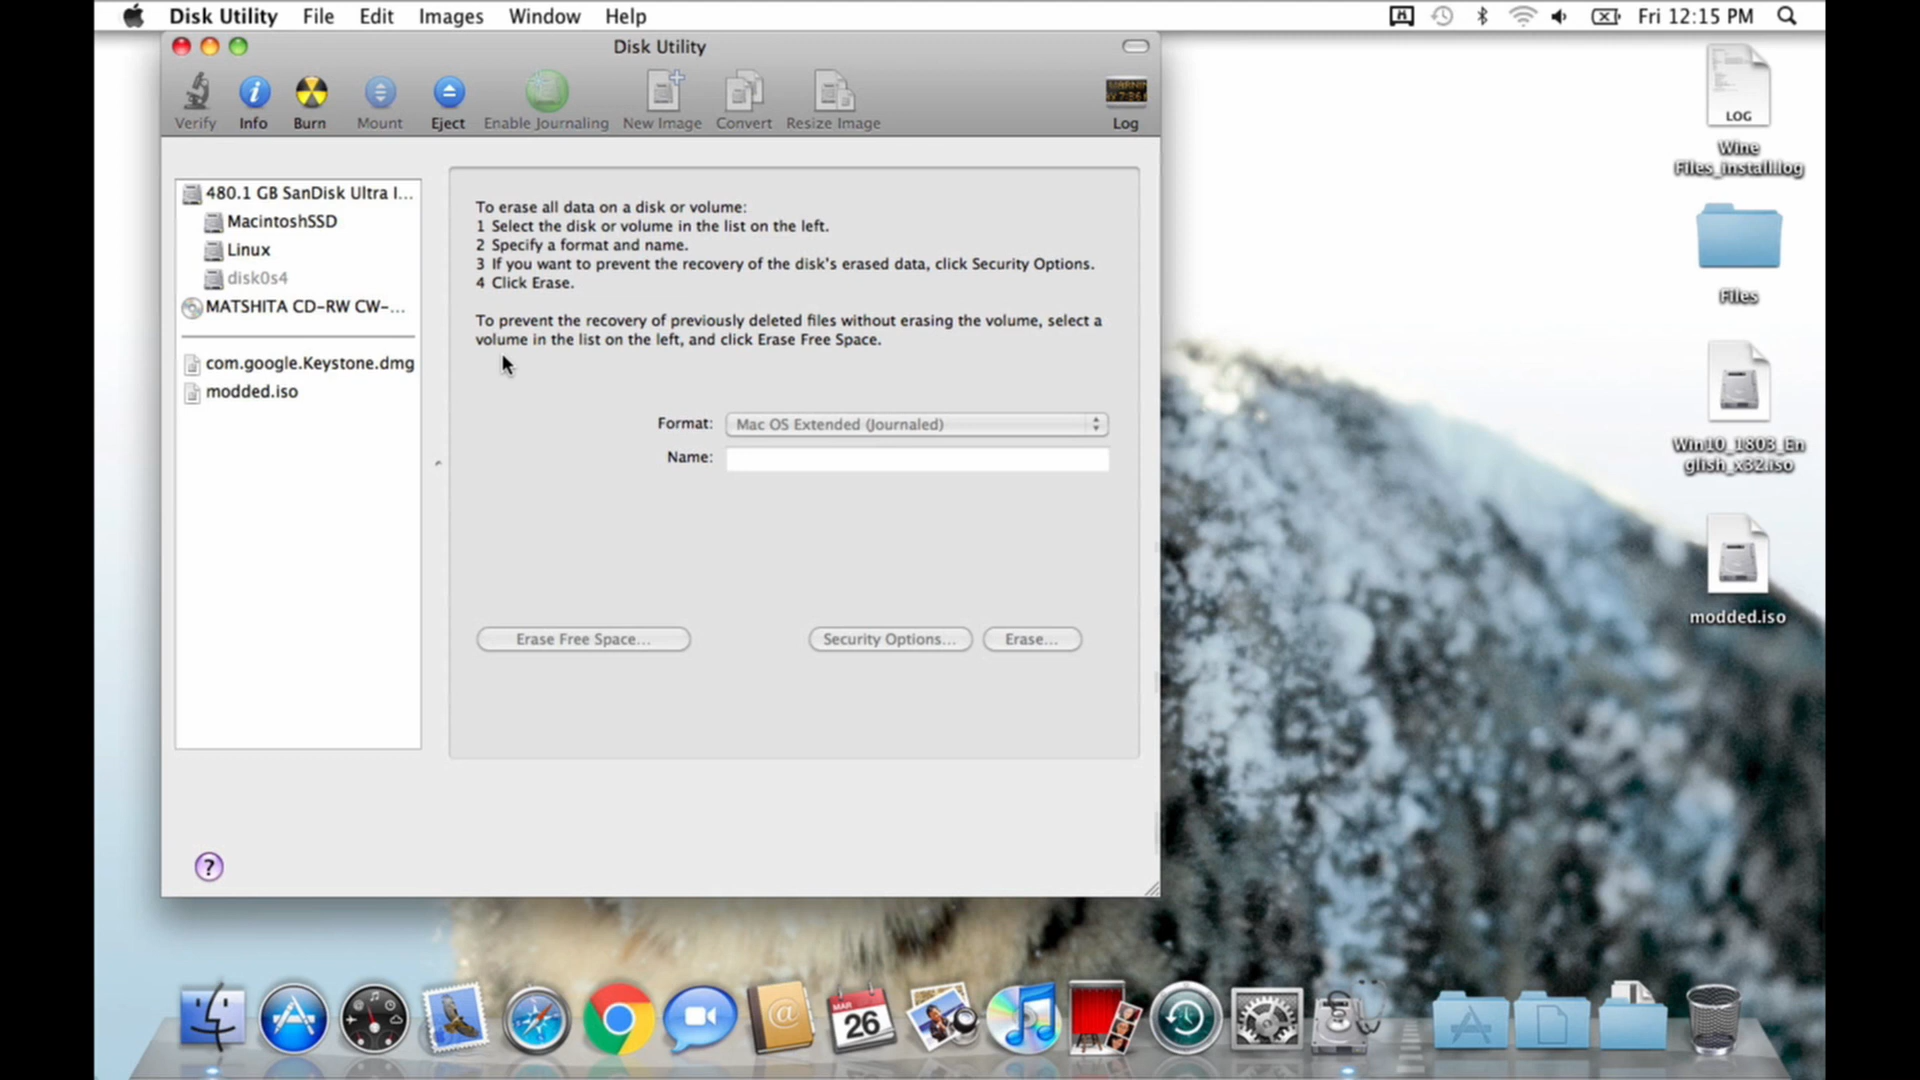 Disk Utility File Edit Images Window Help
Fri 12:15 PM
Disk Utility
Verify Info Burn Mount Eject Enable Journaling New Image Convert Resize Image Log
480.1 GB SanDisk Ultra I...
MacintoshSSD
Linux
disk0s4
MATSHITA CD-RW CW-...
com.google.Keystone.dmg
modded.iso
To erase all data on a disk or volume:
1 Select the disk or volume in the list on the left.
2 Specify a format and name.
3 If you want to prevent the recovery of the disk's erased data, click Security Options.
4 Click Erase.
To prevent the recovery of previously deleted files without erasing the volume, select a
volume in the list on the left, and click Erase Free Space.
Format: Mac OS Extended (Journaled)
Name:
Erase Free Space... Security Options... Erase...
?
LOG
Wine
Files_install.log
Files
Win10_1803_En
glish_x32.iso
modded.iso
@
MAR
26